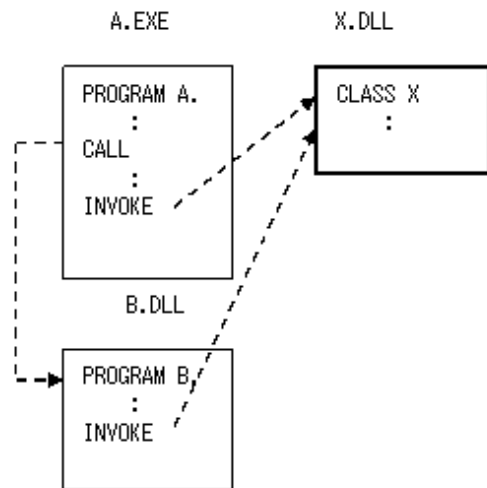 A.EXE
X.DLL
PROGRAM A.
:
CALL
:
INVOKE
CLASS X
:
B.DLL
PROGRAM B.
:
INVOKE